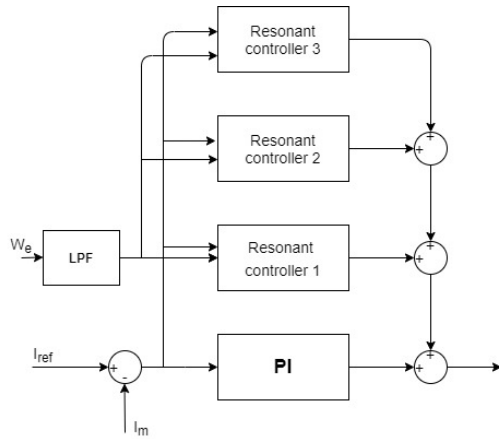 Resonant
controller 3
+
Resonant
controller 2
+
We
LPF
Resonant
controller 1
+
+
+
Iref
+
-
PI
+
+
Im